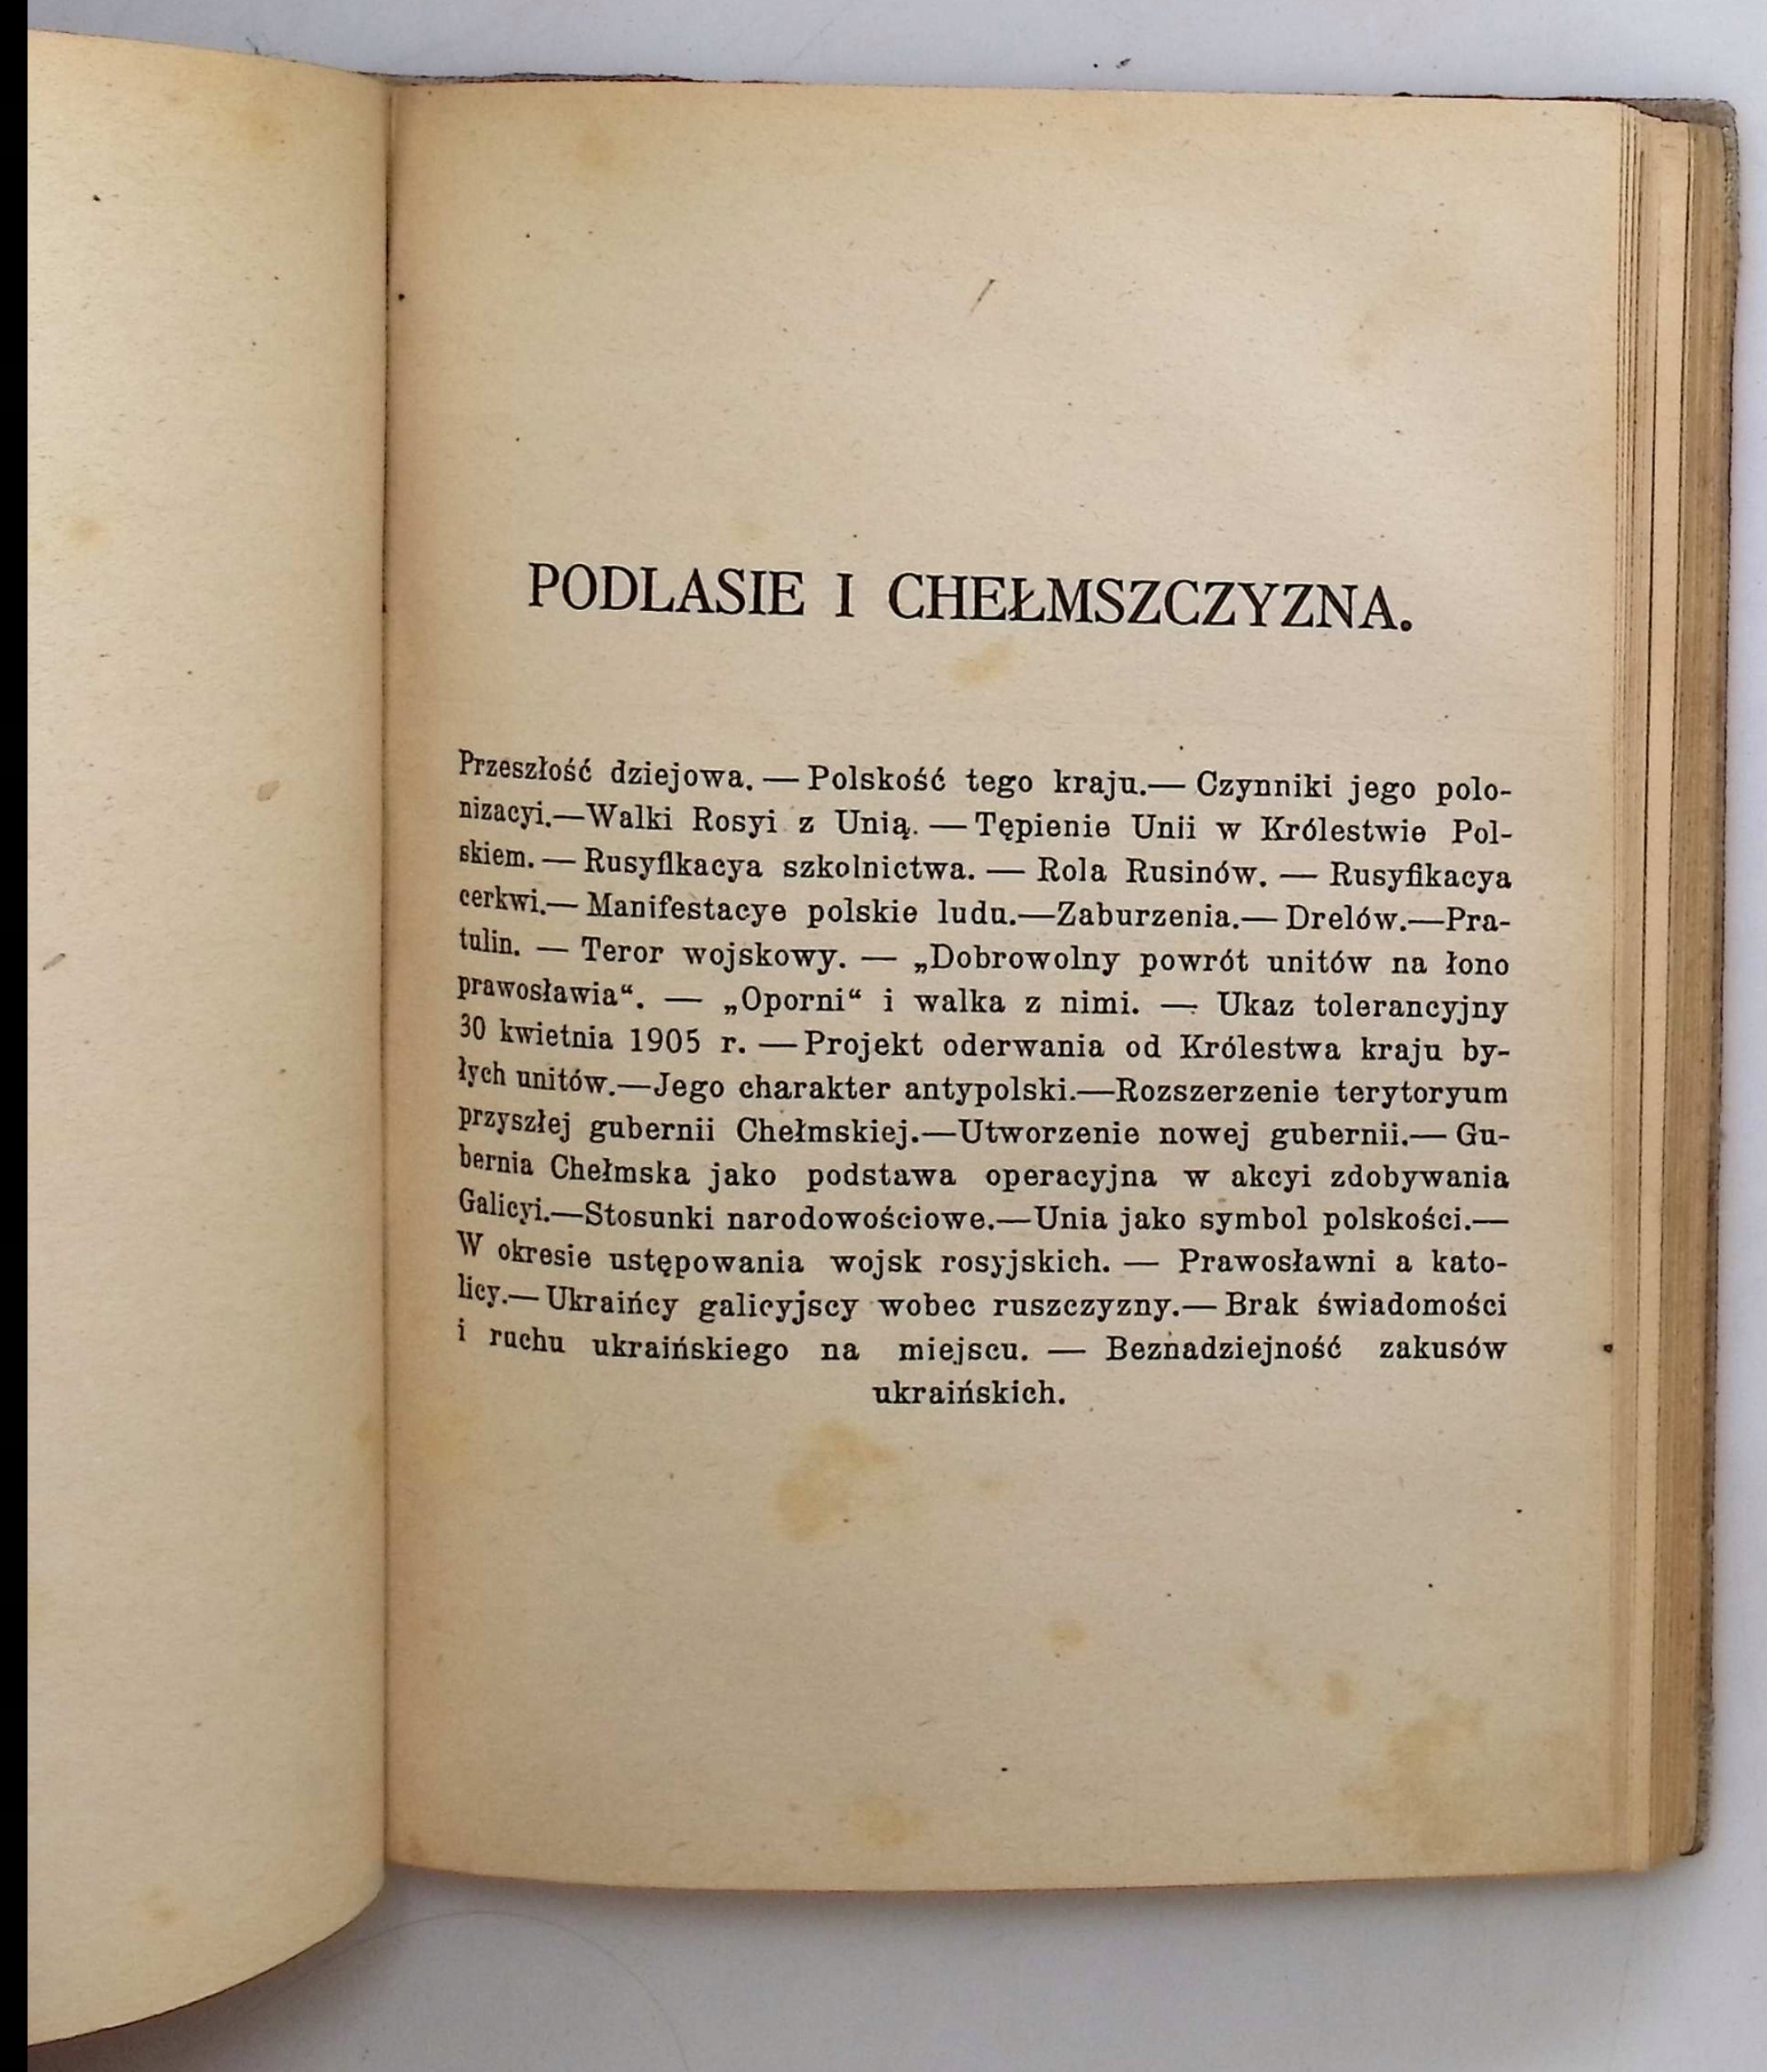 PODLASIE I CHEŁMSZCZYZNA.
Przeszłość dziejowa. — Polskość tego kraju.— Czynniki jego polo-
nizacyi.—Walki Rosyi z Unią. — Tępienie Unii w Królestwie Pol-
skiem. — Rusyfikacya szkolnictwa. — Rola Rusinów. — Rusyfikacya
cerkwi.— Manifestacye polskie ludu.—Zaburzenia.— Drelów.—Pra-
tulin. — Teror wojskowy. — „Dobrowolny powrót unitów na łono
prawosławia“. — „Oporni“ i walka z nimi. — Ukaz tolerancyjny
30 kwietnia 1905 r. — Projekt oderwania od Królestwa kraju by-
łych unitów.—Jego charakter antypolski.—Rozszerzenie terytoryum
przyszłej gubernii Chełmskiej.—Utworzenie nowej gubernii.— Gu-
bernia Chełmska jako podstawa operacyjna w akcyi zdobywania
Galicyi.—Stosunki narodowościowe.—Unia jako symbol polskości.—
W okresie ustępowania wojsk rosyjskich. — Prawosławni a kato-
licy.— Ukraińcy galicyjscy wobec ruszczyzny.— Brak świadomości
i ruchu ukraińskiego na miejscu. — Beznadziejność zakusów
ukraińskich.